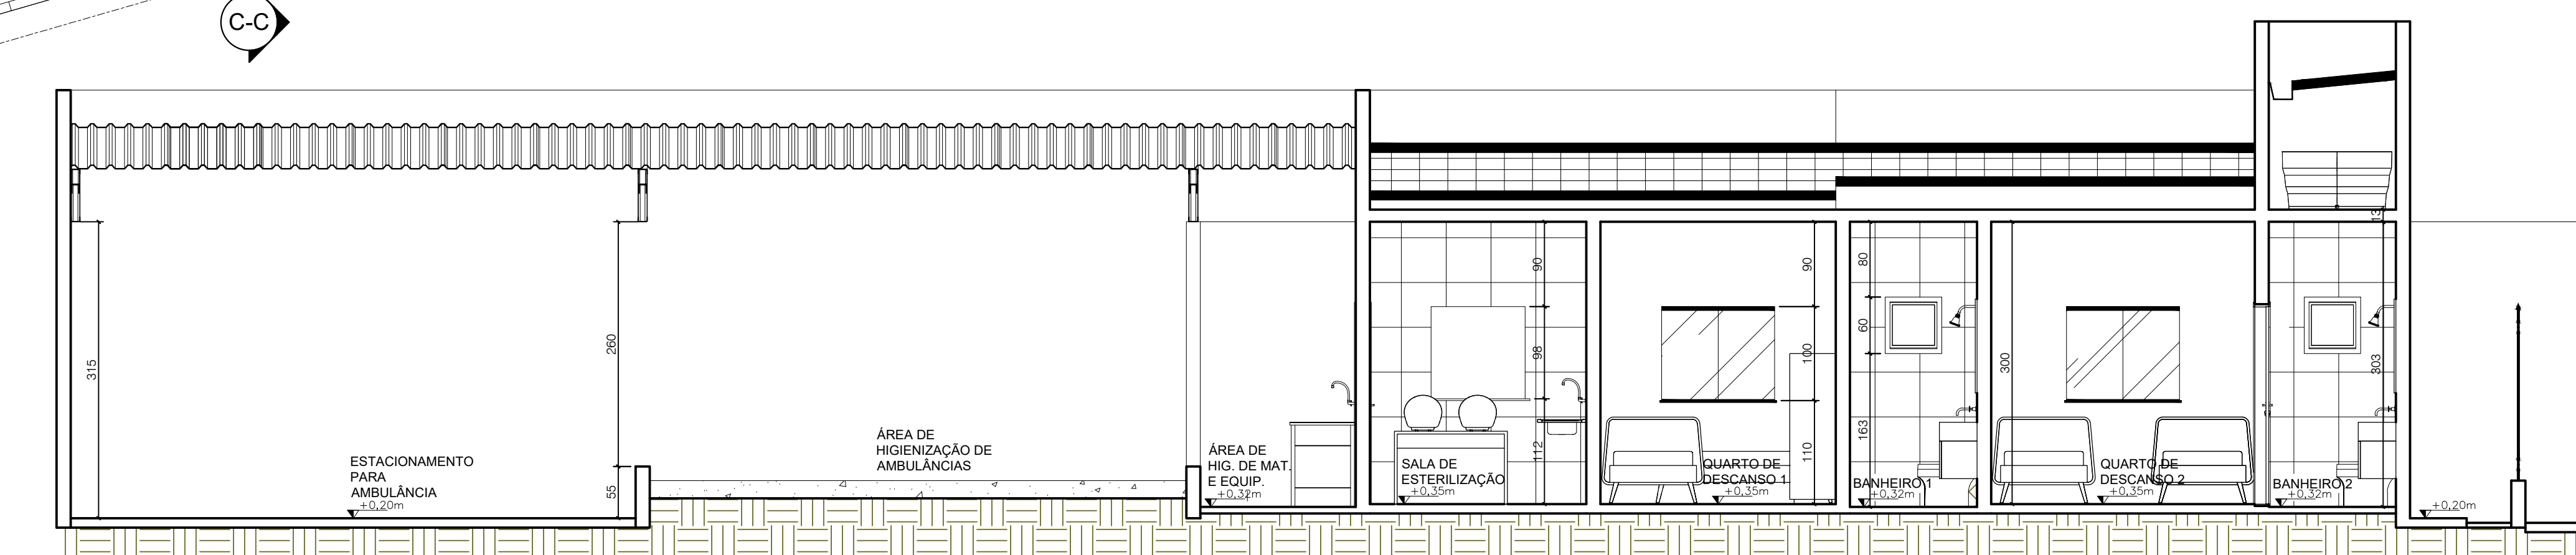 C-C
315
ESTACIONAMENTO
PARA
AMBULÂNCIA
+0,20m
260
55
ÁREA DE
HIGIENIZAÇÃO DE
AMBULÂNCIAS
ÁREA DE
HIG. DE MAT.
E EQUIP.
+0,32m
SALA DE
ESTERILIZAÇÃO
+0,35m
90
98
112
QUARTO DE
DESCANSO 1
+0,35m
90
100
110
BANHEIRO 1
+0,32m
80
60
163
QUARTO DE
DESCANSO 2
+0,35m
300
BANHEIRO 2
+0,32m
13
303
+0,20m